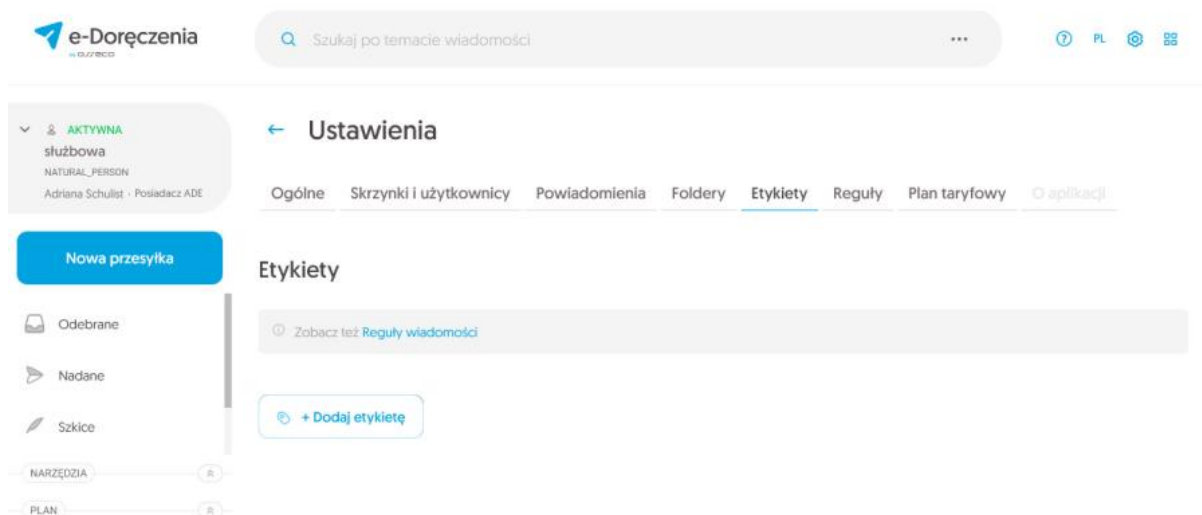 e-Doręczenia
by asseco
Szukaj po temacie wiadomości
...
PL
AKTYWNA
służbowa
NATURAL_PERSON
Adriana Schulist - Posiadacz ADE
Nowa przesyłka
Odebrane
Nadane
Szkice
NARZĘDZIA
PLAN
← Ustawienia
Ogólne Skrzynki i użytkownicy Powiadomienia Foldery Etykiety Reguły Plan taryfowy O aplikacji
Etykiety
Zobacz też Reguły wiadomości
+ Dodaj etykietę